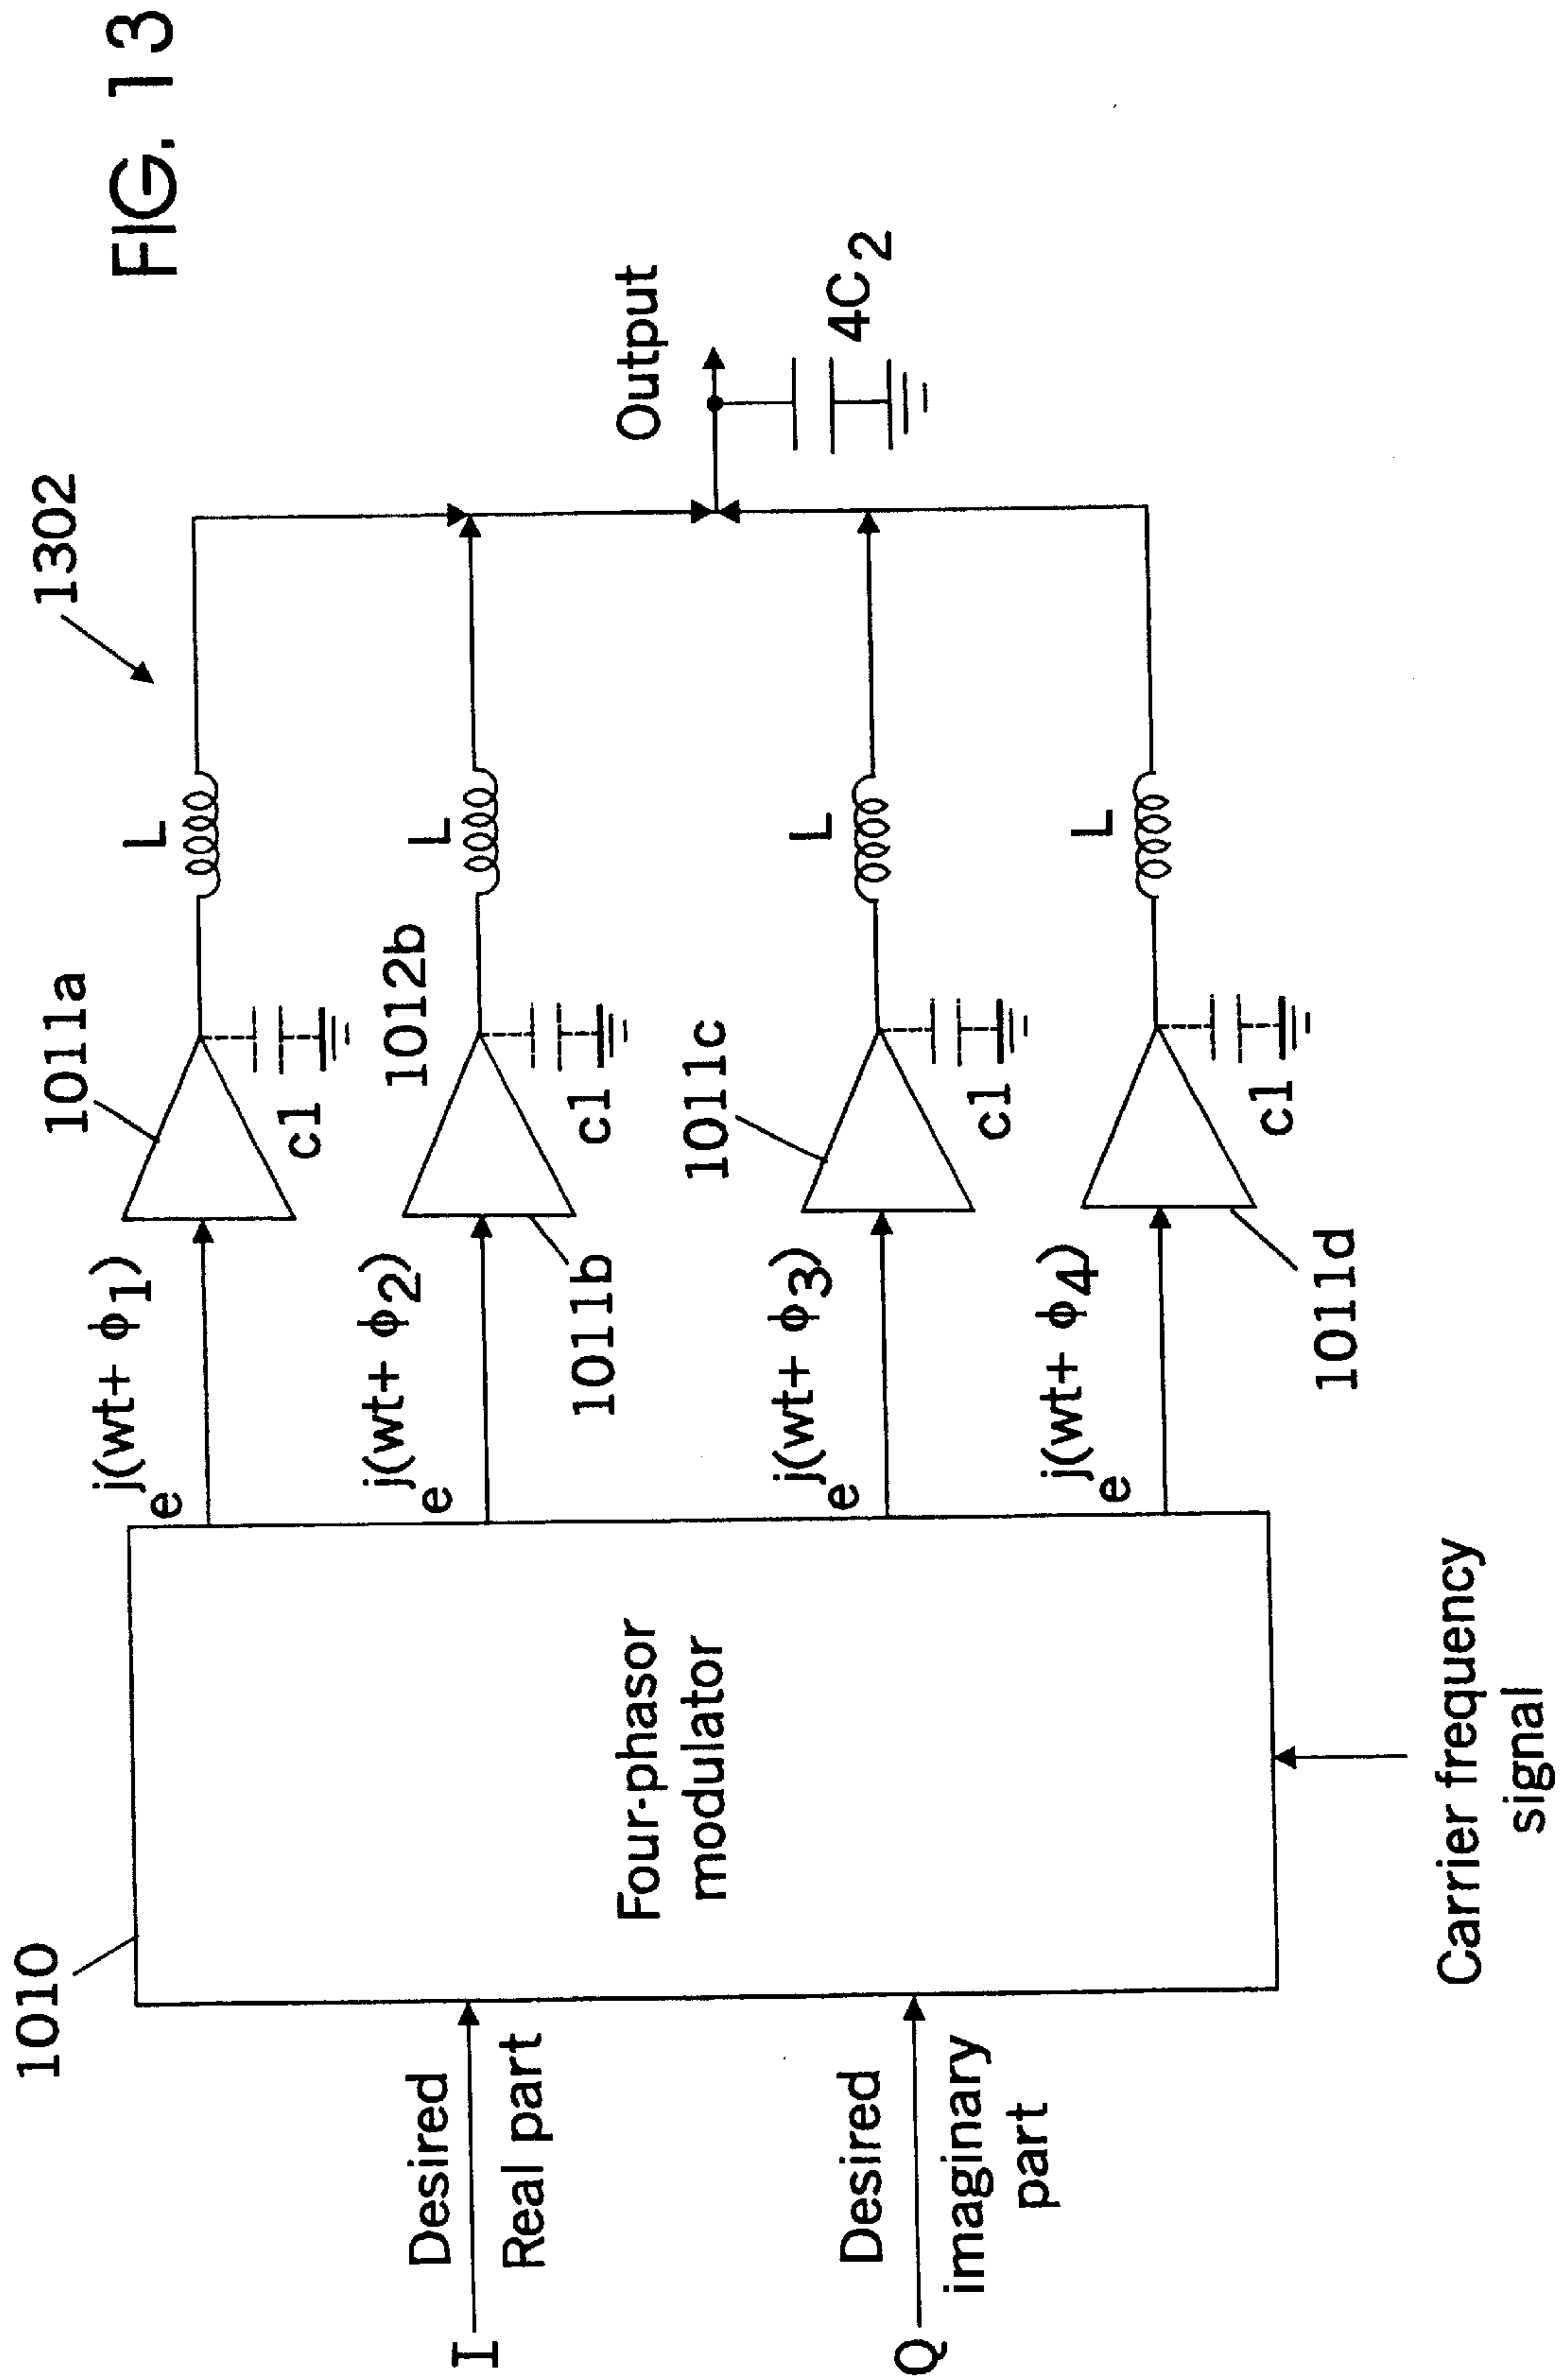 FIG. 13
1302
1010
I
Desired
Real part
Q
Desired
imaginary
part
Four-phasor
modulator
Carrier frequency
signal
e j(wt+ ϕ1)
1011a
c1
L
e j(wt+ ϕ2)
1011b
1012b
c1
L
e j(wt+ ϕ3)
1011c
c1
L
e j(wt+ ϕ4)
1011d
c1
L
Output
4C2